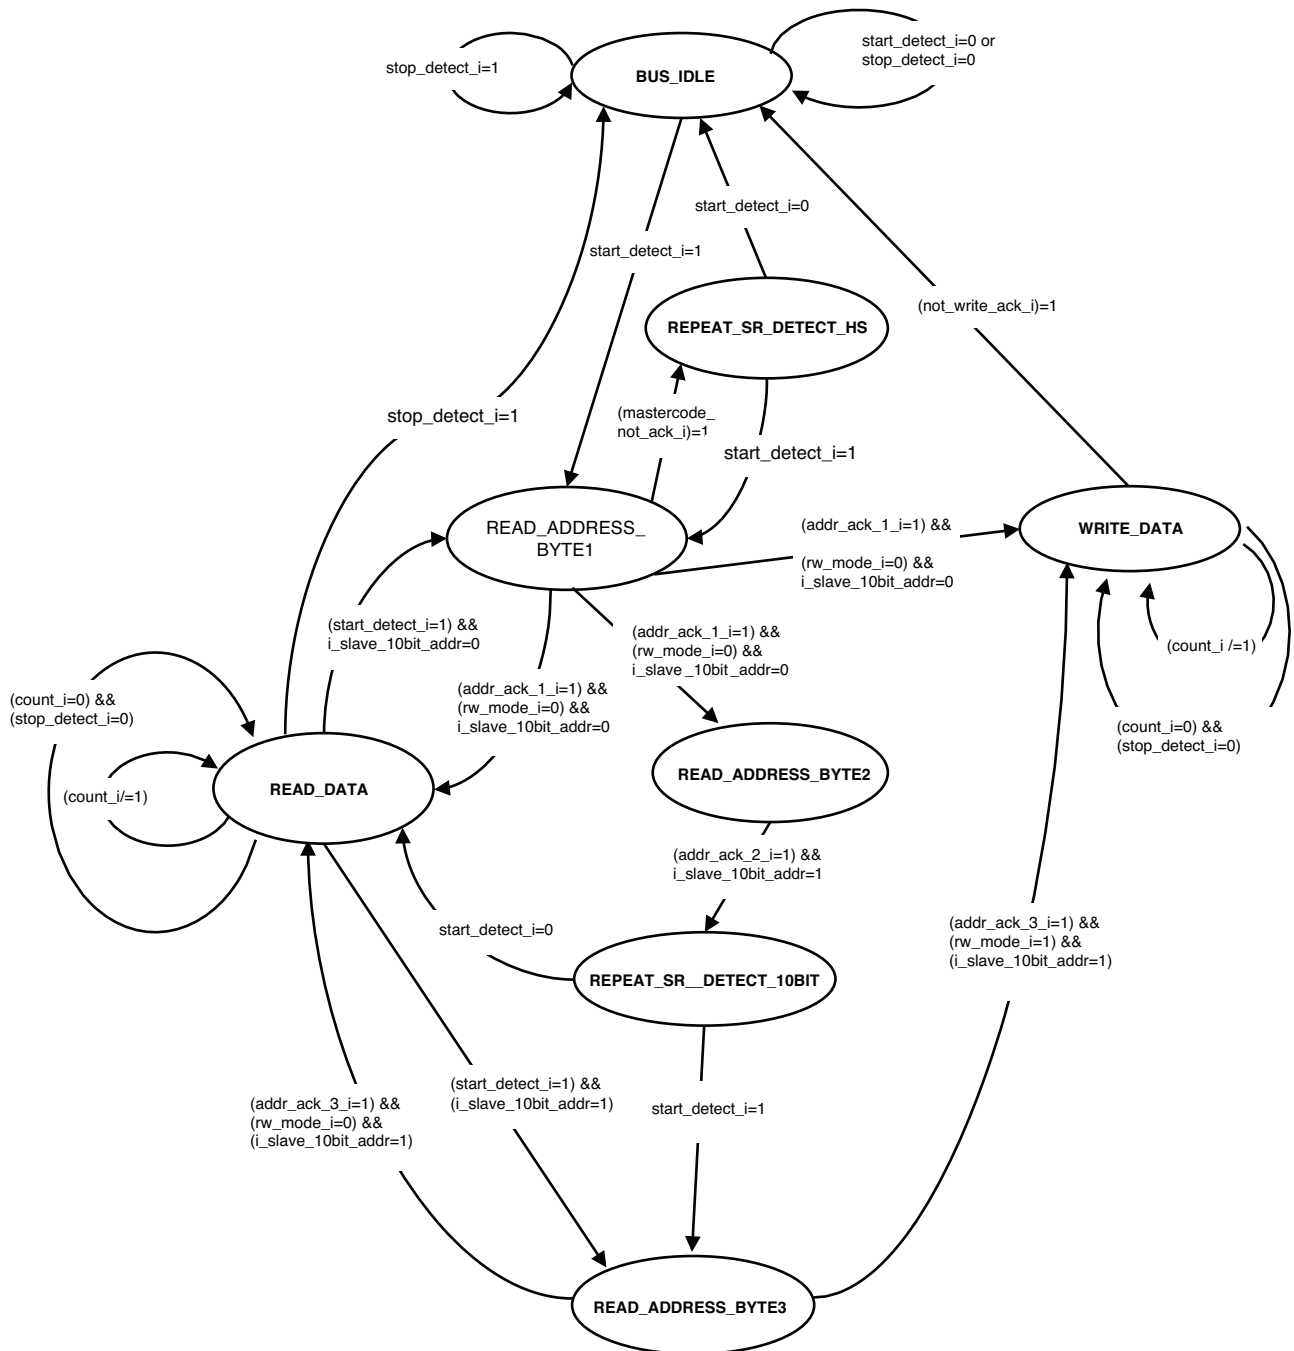 start_detect_i=0 or
stop_detect_i=0
stop_detect_i=1
BUS_IDLE
start_detect_i=0
start_detect_i=1
(not_write_ack_i)=1
REPEAT_SR_DETECT_HS
stop_detect_i=1
(mastercode_
not_ack_i)=1
start_detect_i=1
READ_ADDRESS_
BYTE1
(addr_ack_1_i=1) &&
(rw_mode_i=0) &&
i_slave_10bit_addr=0
WRITE_DATA
(start_detect_i=1) &&
i_slave_10bit_addr=0
(addr_ack_1_i=1) &&
(rw_mode_i=0) &&
i_slave_10bit_addr=0
(count_i /=1)
(addr_ack_1_i=1) &&
(rw_mode_i=0) &&
i_slave_10bit_addr=0
(count_i=0) &&
(stop_detect_i=0)
(count_i=0) &&
(stop_detect_i=0)
READ_DATA
READ_ADDRESS_BYTE2
(count_i/=1)
(addr_ack_2_i=1) &&
i_slave_10bit_addr=1
start_detect_i=0
(addr_ack_3_i=1) &&
(rw_mode_i=1) &&
(i_slave_10bit_addr=1)
REPEAT_SR__DETECT_10BIT
(start_detect_i=1) &&
(i_slave_10bit_addr=1)
start_detect_i=1
(addr_ack_3_i=1) &&
(rw_mode_i=0) &&
(i_slave_10bit_addr=1)
READ_ADDRESS_BYTE3